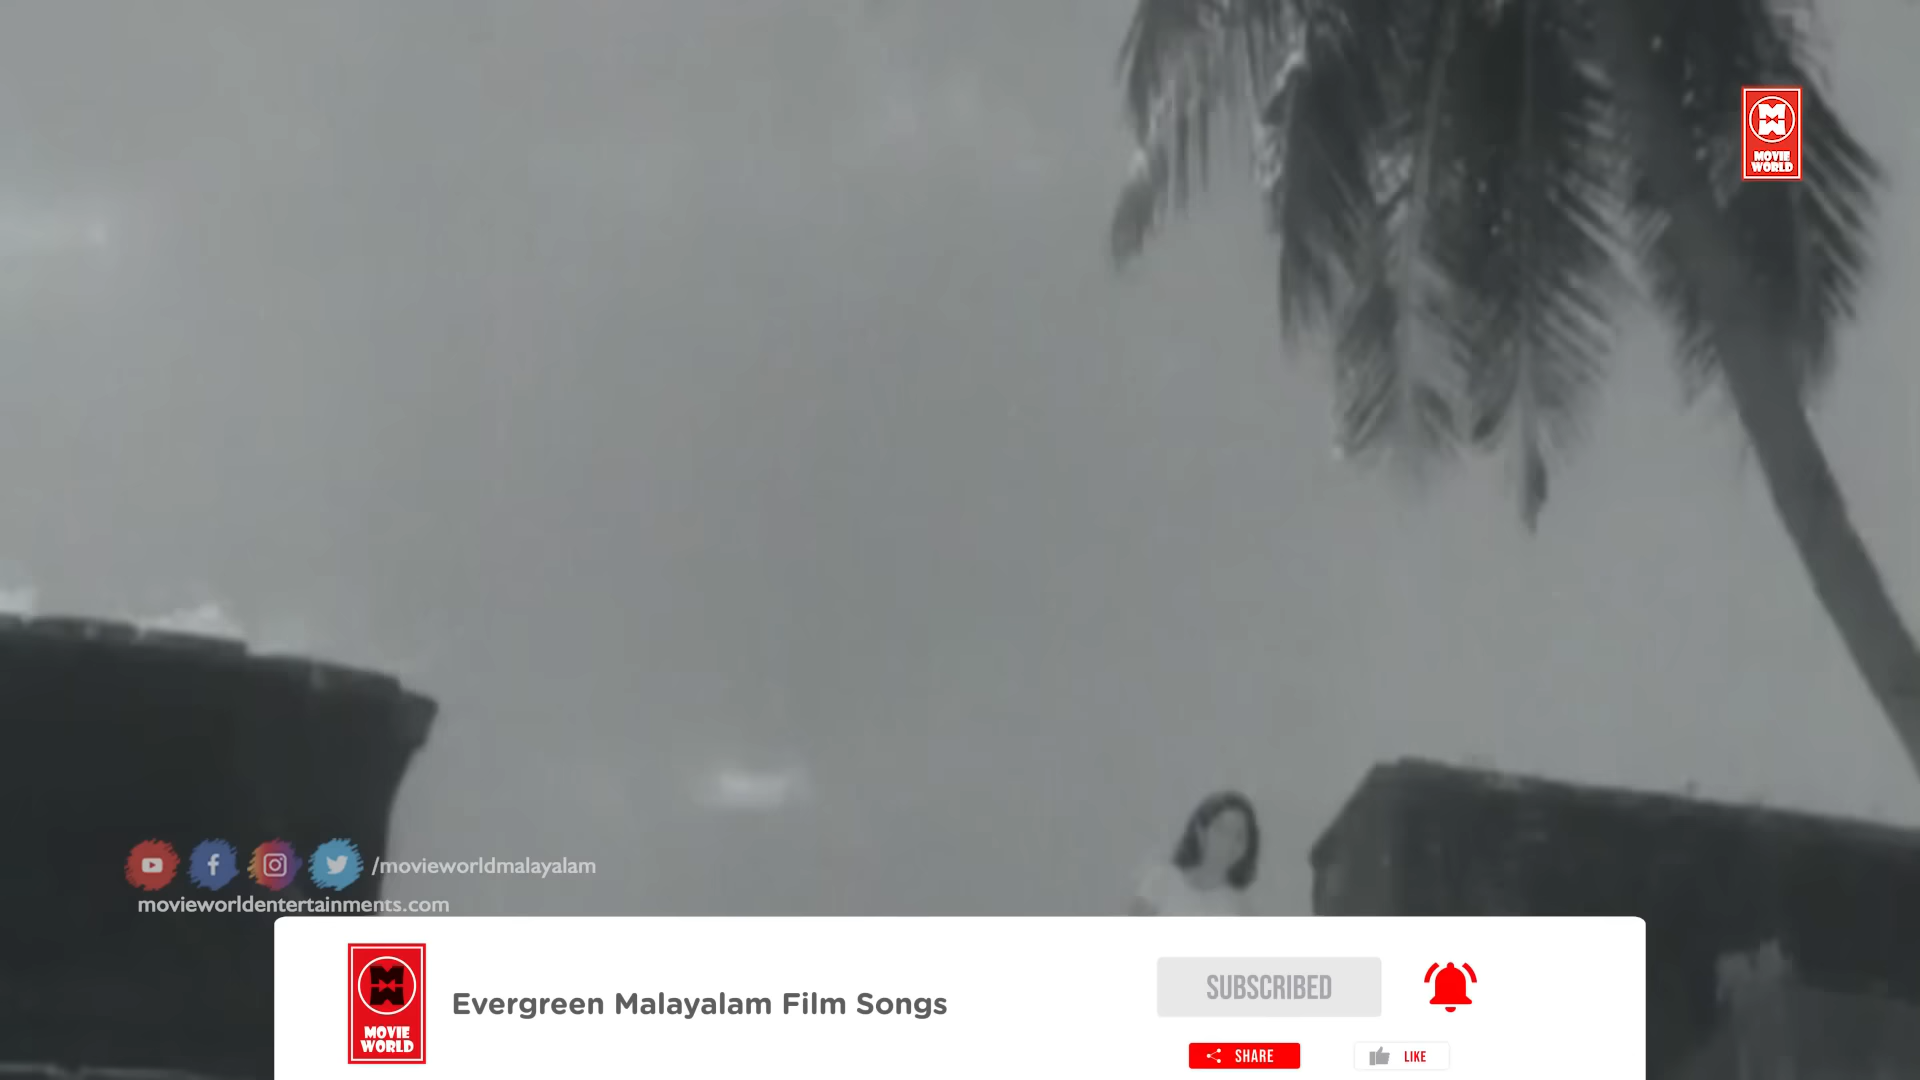 MOVIE
WORLD
/movieworldmalayalam
movieworldentertainments.com
MOVIE
WORLD
Evergreen Malayalam Film Songs
SUBSCRIBED
SHARE
LIKE